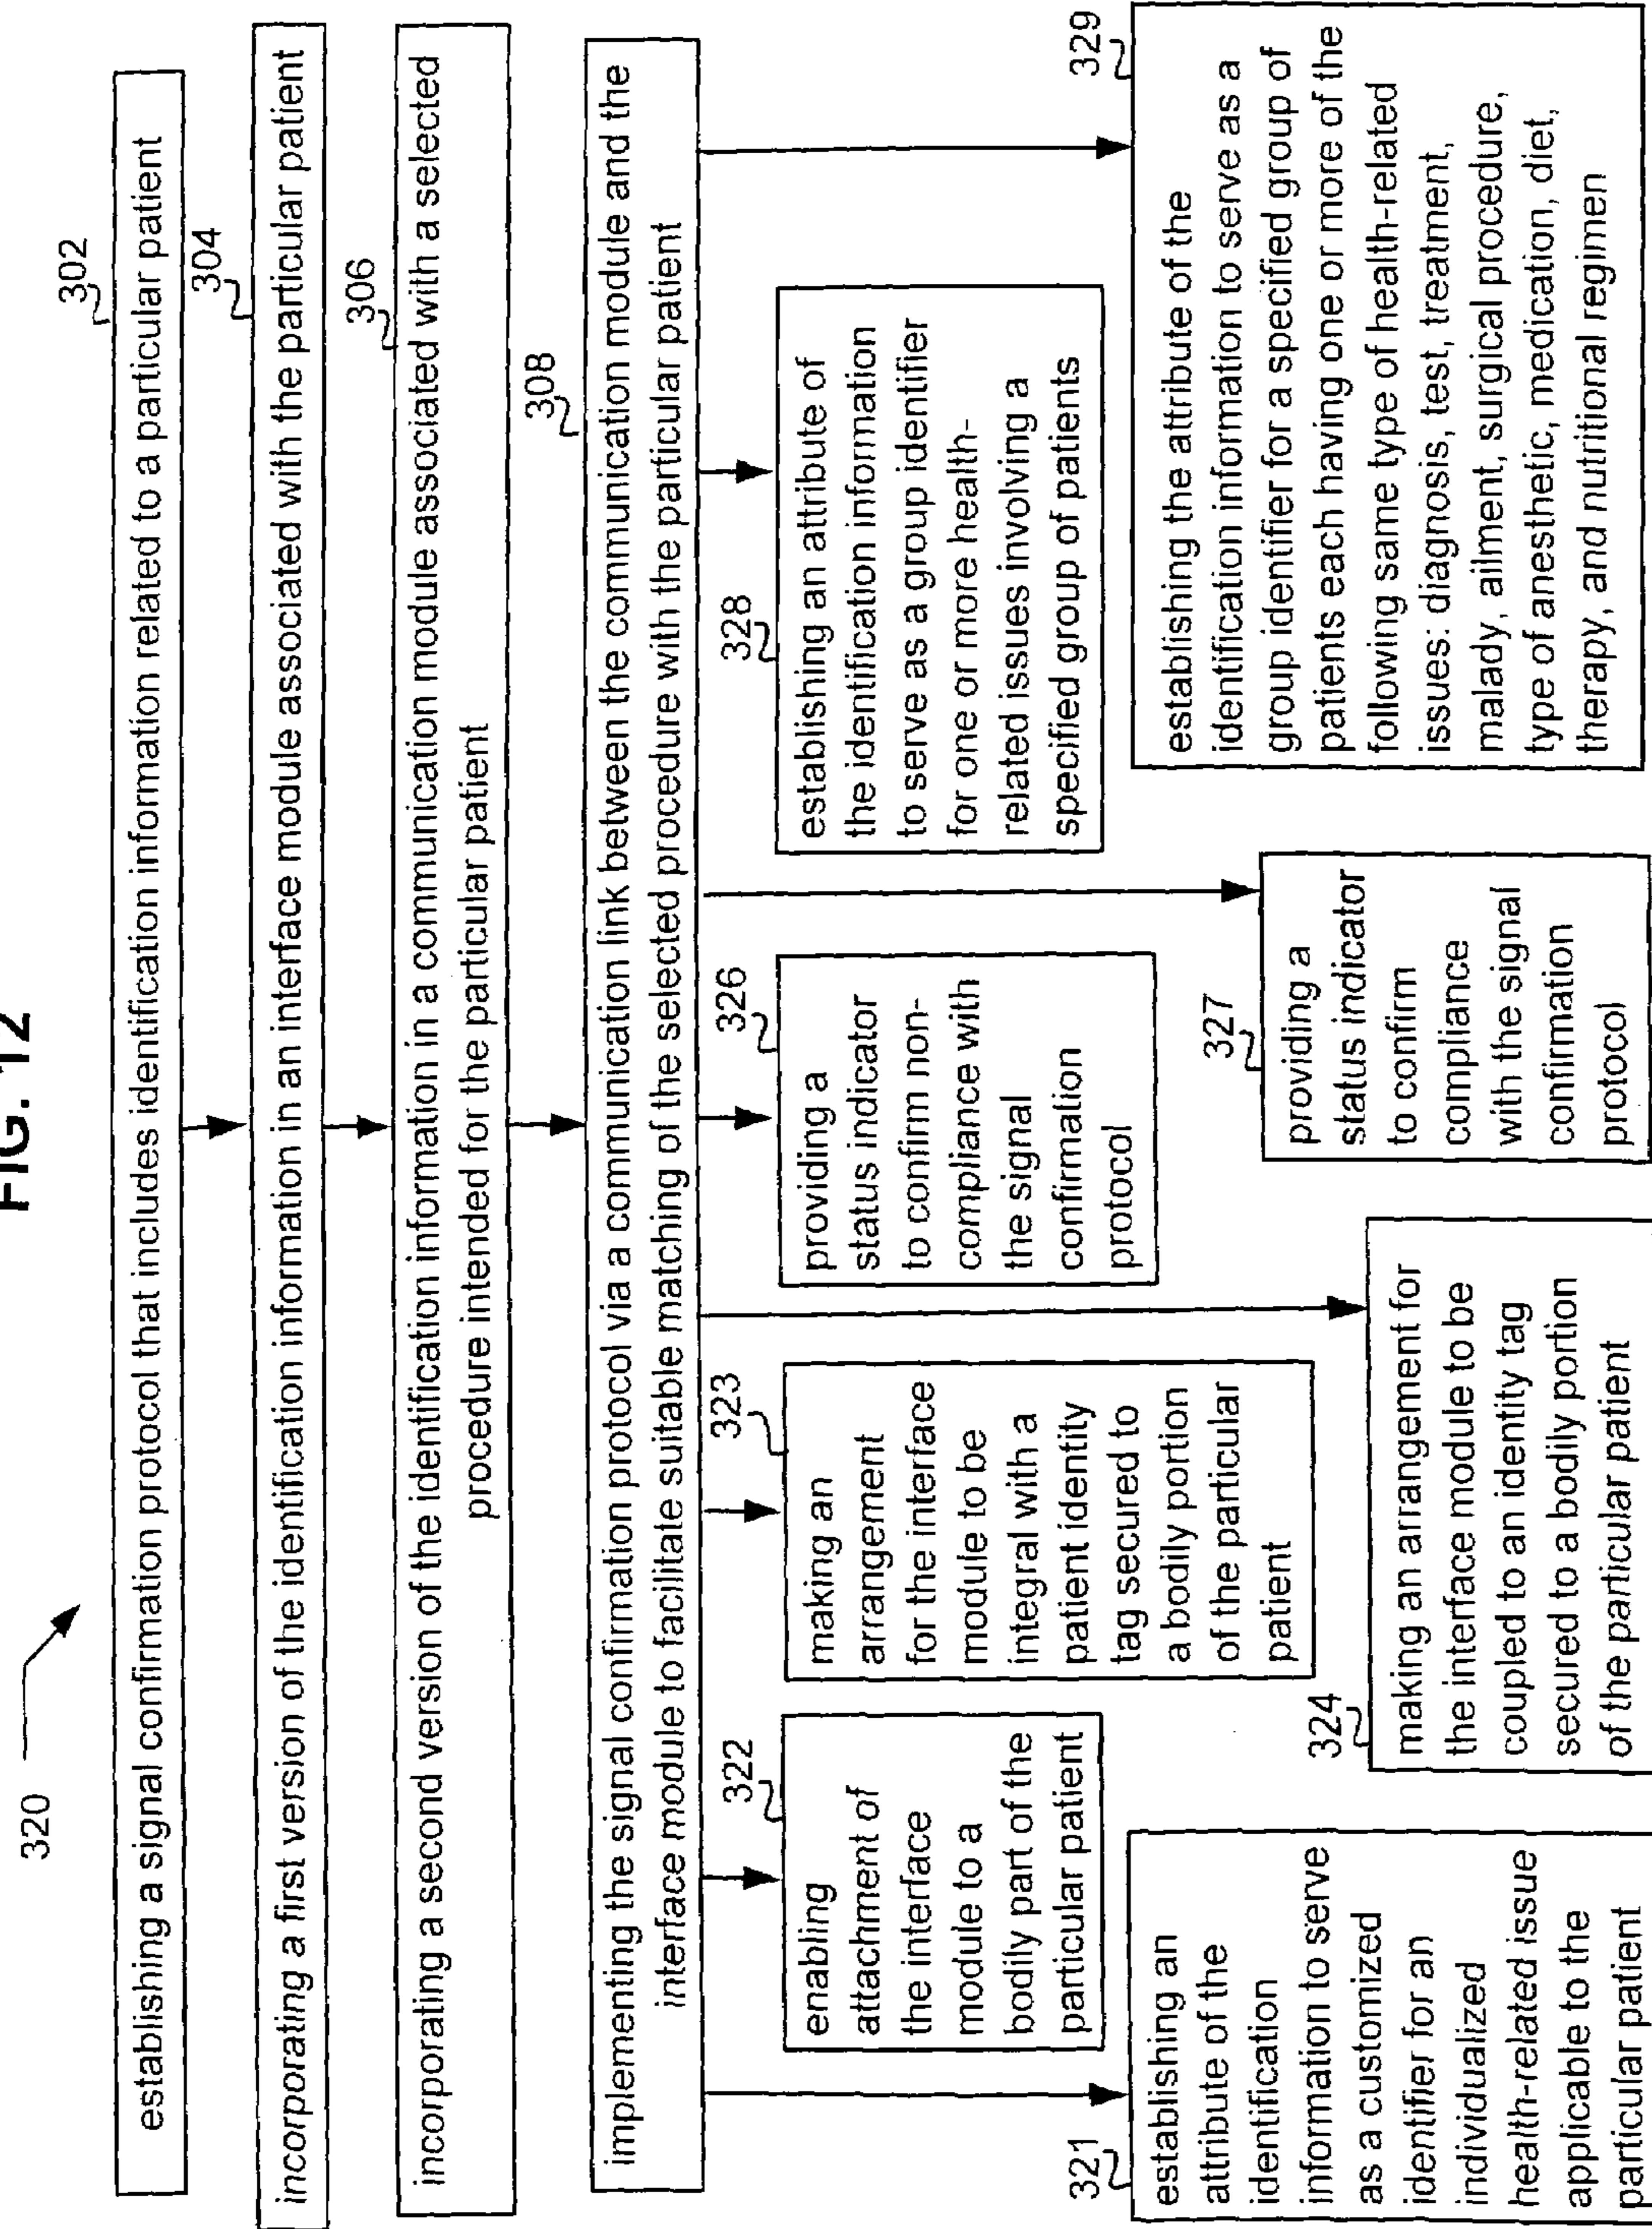 FIG. 12
320
302
establishing a signal confirmation protocol that includes identification information related to a particular patient
304
incorporating a first version of the identification information in an interface module associated with the particular patient
306
incorporating a second version of the identification information in a communication module associated with a selected
procedure intended for the particular patient
308
implementing the signal confirmation protocol via a communication link between the communication module and the
interface module to facilitate suitable matching of the selected procedure with the particular patient
321
establishing an
attribute of the
identification
information to serve
as a customized
identifier for an
individualized
health-related issue
applicable to the
particular patient
322
enabling
attachment of
the interface
module to a
bodily part of the
particular patient
323
making an
arrangement
for the interface
module to be
integral with a
patient identity
tag secured to
a bodily portion
of the particular
patient
324
making an arrangement for
the interface module to be
coupled to an identity tag
secured to a bodily portion
of the particular patient
326
providing a
status indicator
to confirm non-
compliance with
the signal
confirmation
protocol
327
providing a
status indicator
to confirm
compliance
with the signal
confirmation
protocol
328
establishing an attribute of
the identification information
to serve as a group identifier
for one or more health-
related issues involving a
specified group of patients
329
establishing the attribute of the
identification information to serve as a
group identifier for a specified group of
patients each having one or more of the
following same type of health-related
issues: diagnosis, test, treatment,
malady, ailment, surgical procedure,
type of anesthetic, medication, diet,
therapy, and nutritional regimen